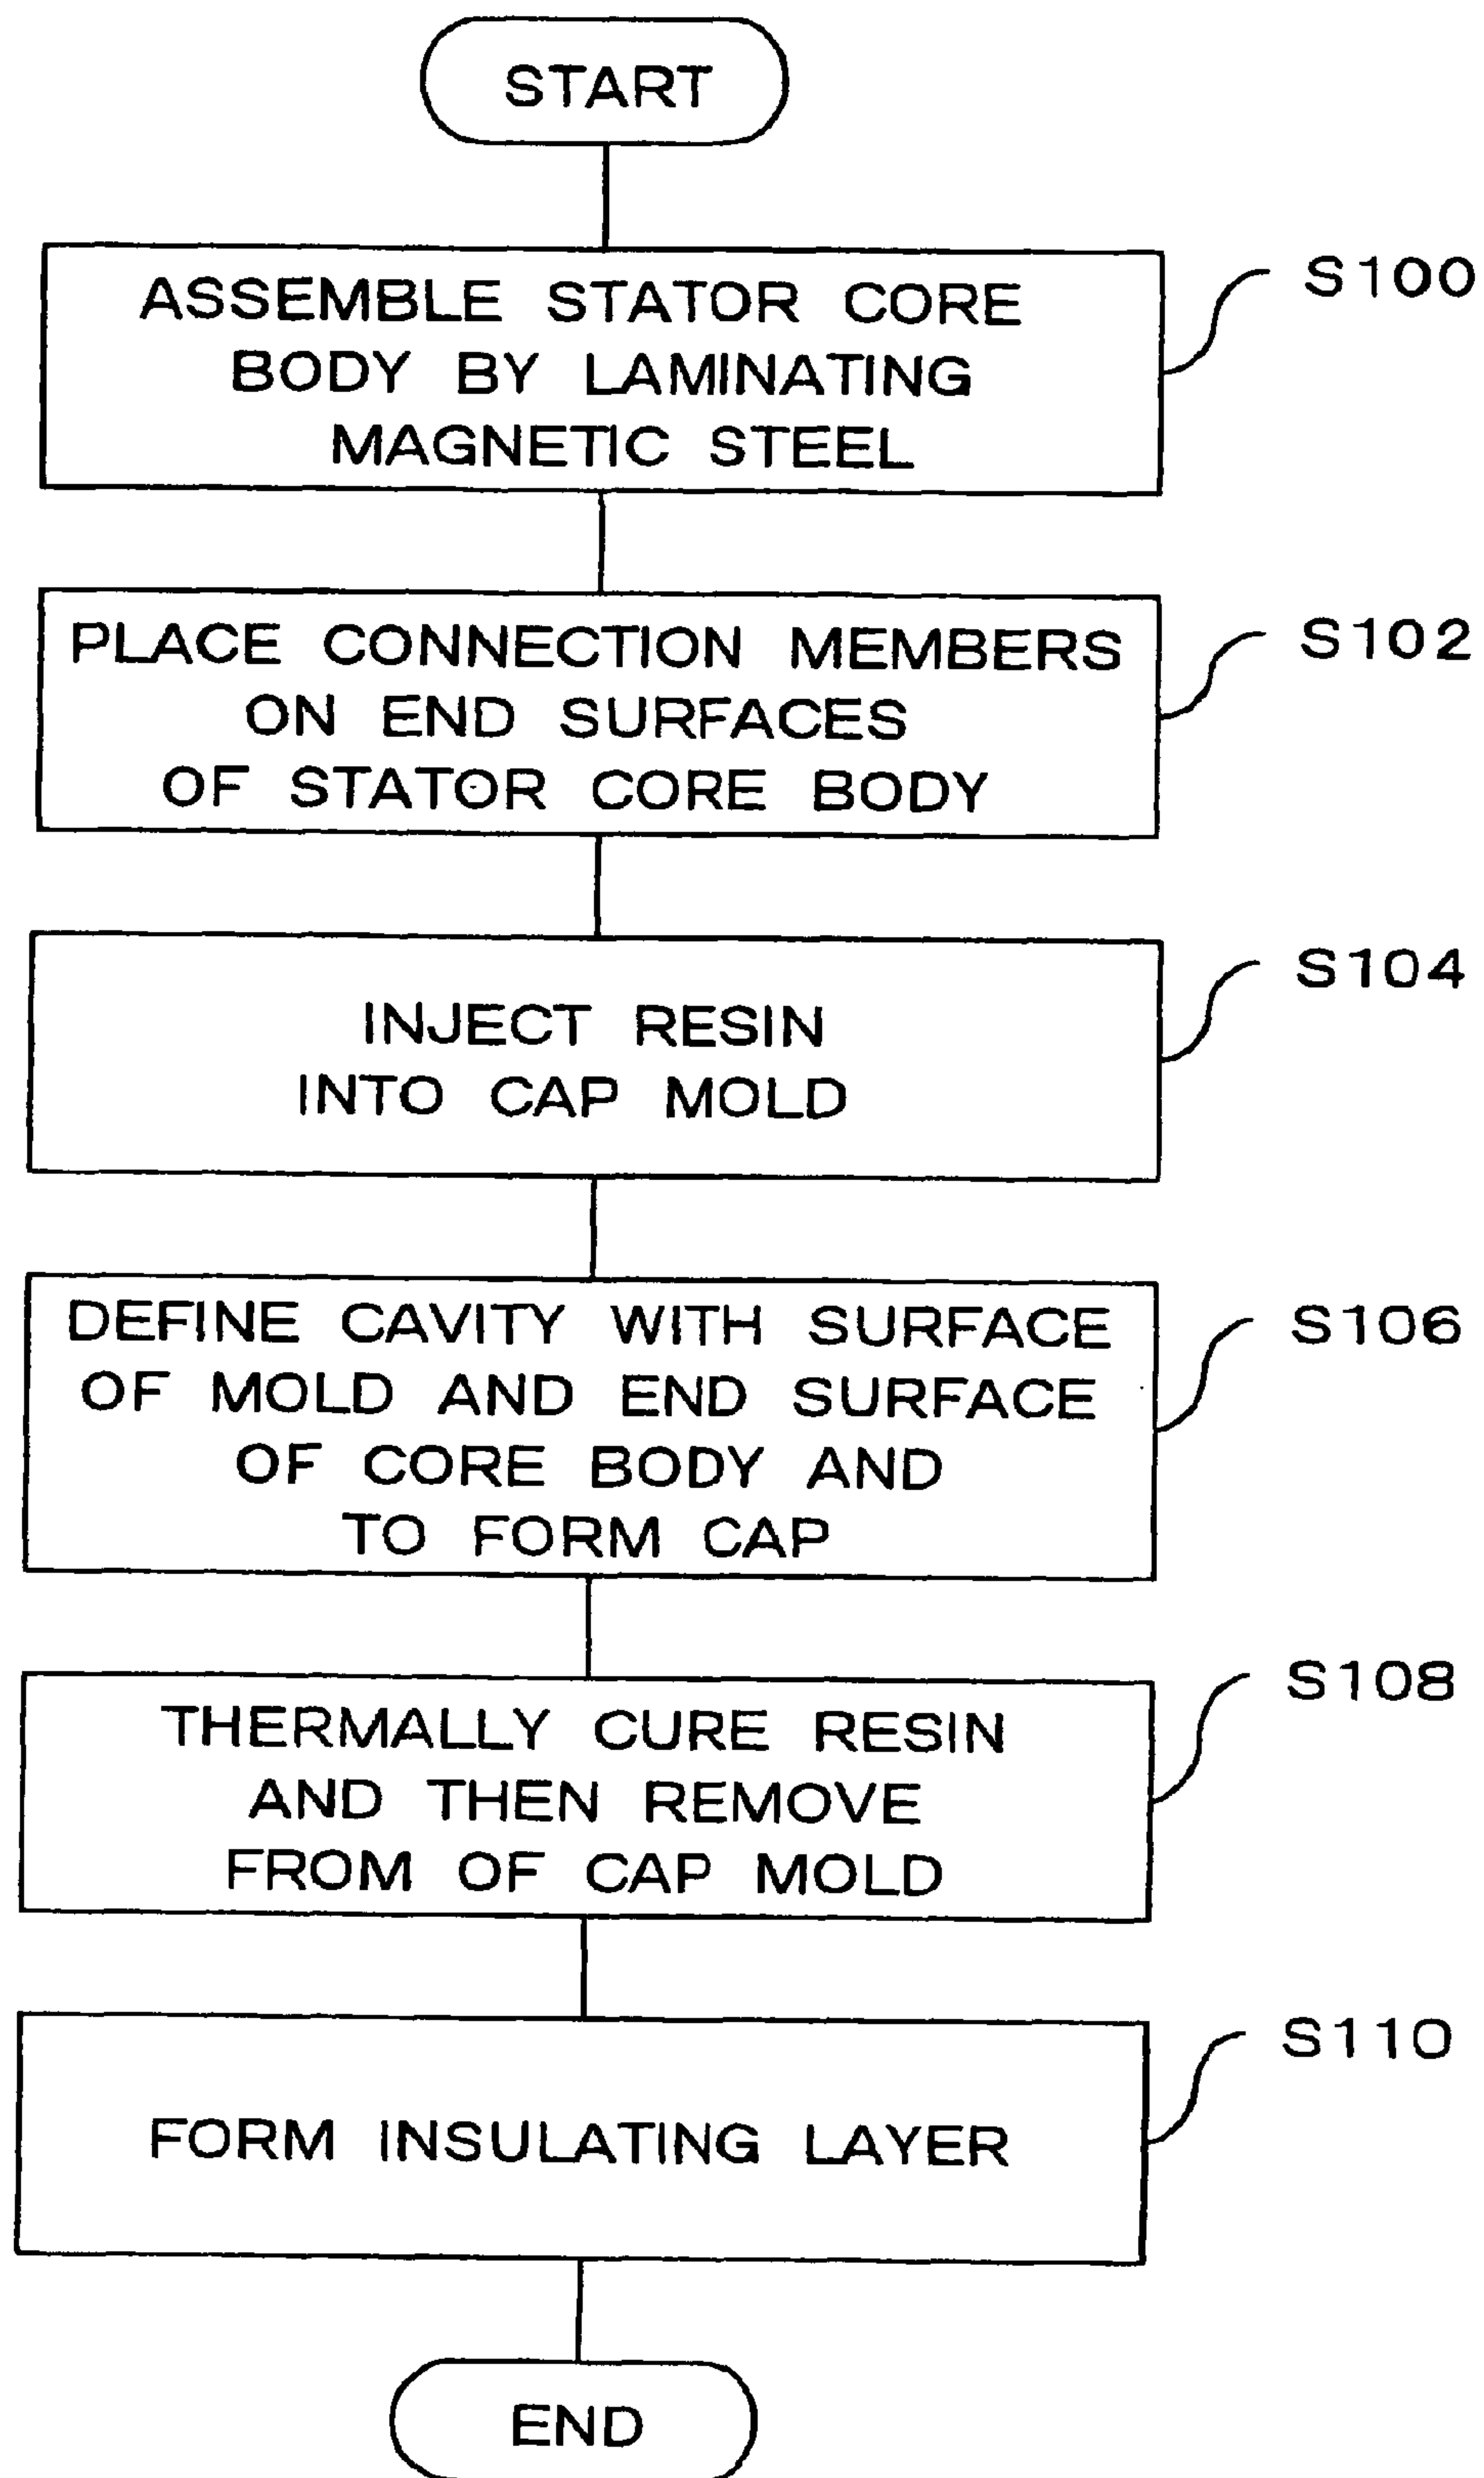 START
ASSEMBLE STATOR CORE
BODY BY LAMINATING
MAGNETIC STEEL
S100
PLACE CONNECTION MEMBERS
ON END SURFACES
OF STATOR CORE BODY
S102
INJECT RESIN
INTO CAP MOLD
S104
DEFINE CAVITY WITH SURFACE
OF MOLD AND END SURFACE
OF CORE BODY AND
TO FORM CAP
S106
THERMALLY CURE RESIN
AND THEN REMOVE
FROM OF CAP MOLD
S108
FORM INSULATING LAYER
S110
END